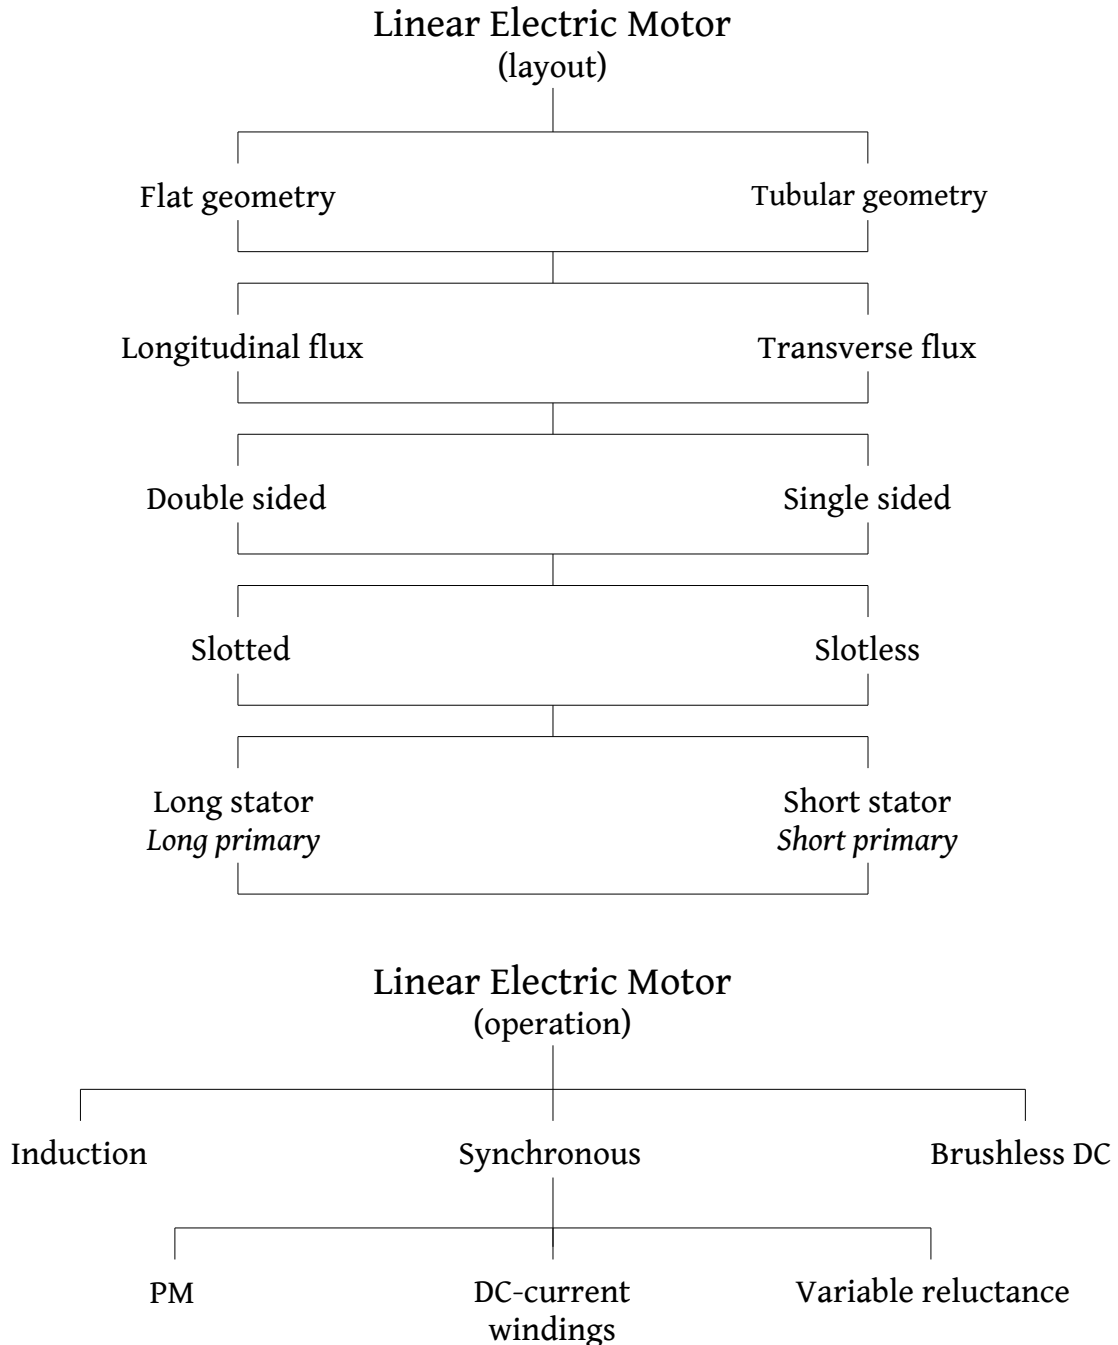 Linear Electric Motor
(layout)
Flat geometry
Tubular geometry
Longitudinal flux
Transverse flux
Double sided
Single sided
Slotted
Slotless
Long stator
Long primary
Short stator
Short primary
Linear Electric Motor
(operation)
Induction
Synchronous
Brushless DC
PM
DC-current
windings
Variable reluctance